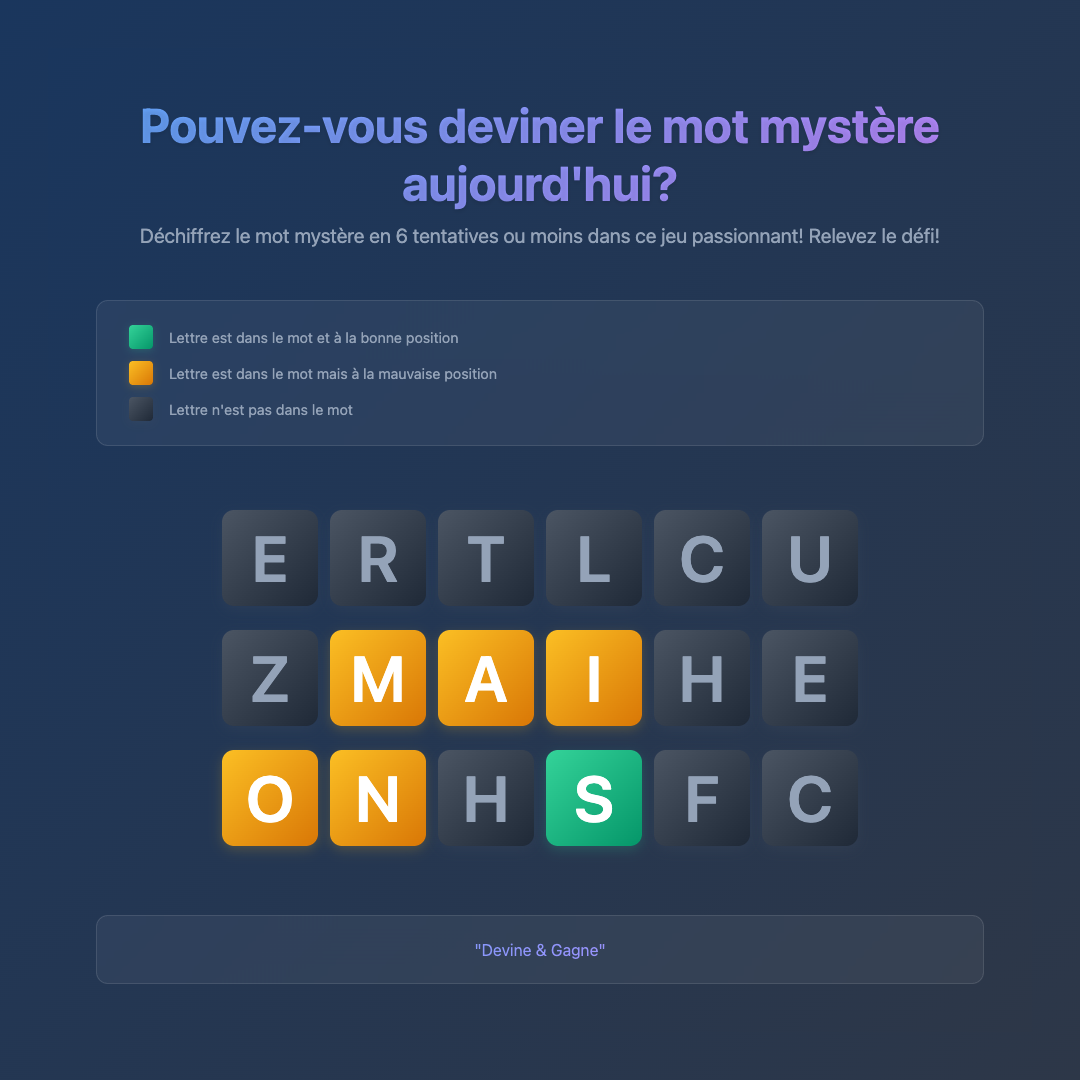 Pouvez-vous deviner le mot mystère
aujourd'hui?
Déchiffrez le mot mystère en 6 tentatives ou moins dans ce jeu passionnant! Relevez le défi!
Lettre est dans le mot et à la bonne position
Lettre est dans le mot mais à la mauvaise position
Lettre n'est pas dans le mot
E R T L C U
Z M A I H E
O N H S F C
"Devine & Gagne"